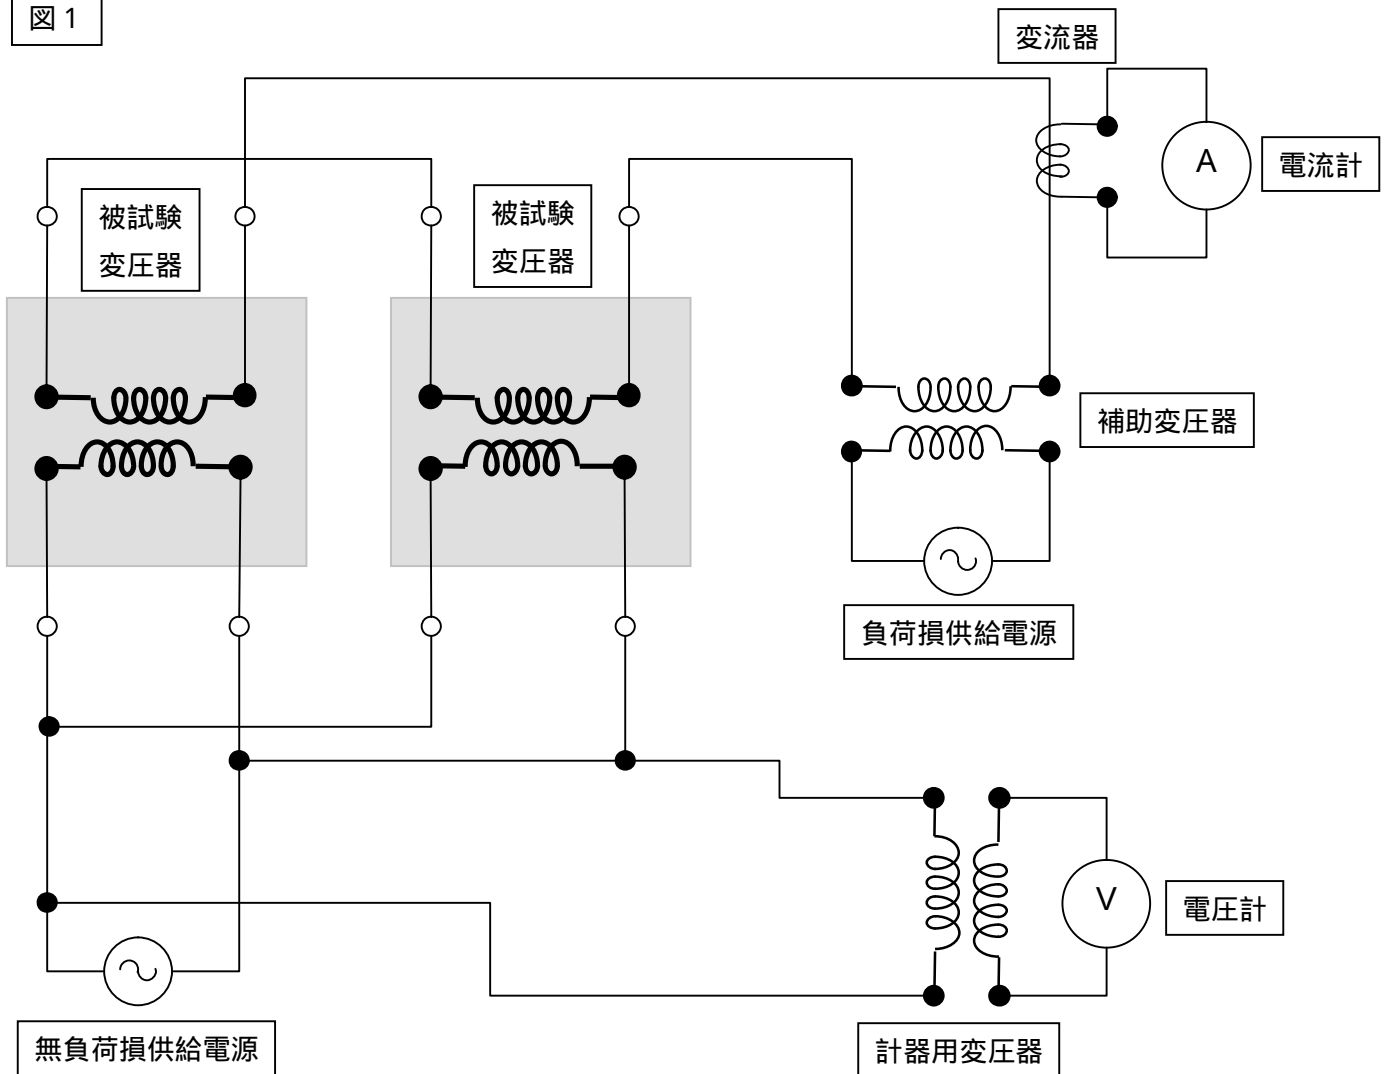 図 1
変流器
A
電流計
被試験
変圧器
被試験
変圧器
補助変圧器
負荷損供給電源
V
電圧計
無負荷損供給電源
計器用変圧器